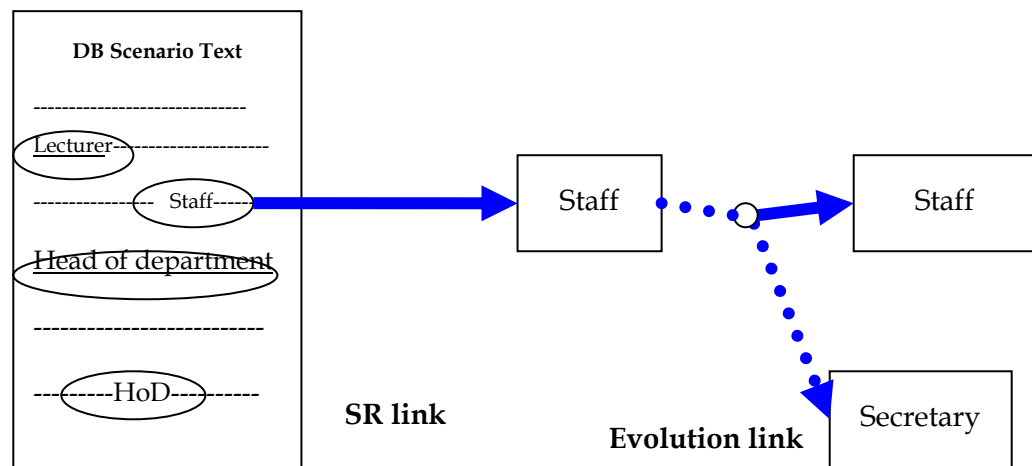 DB Scenario Text
------------------------------
Lecturer----------------------
----------------- Staff------
Head of department
-----------------------------
----------HoD------------
SR link
Staff
Staff
Evolution link
Secretary